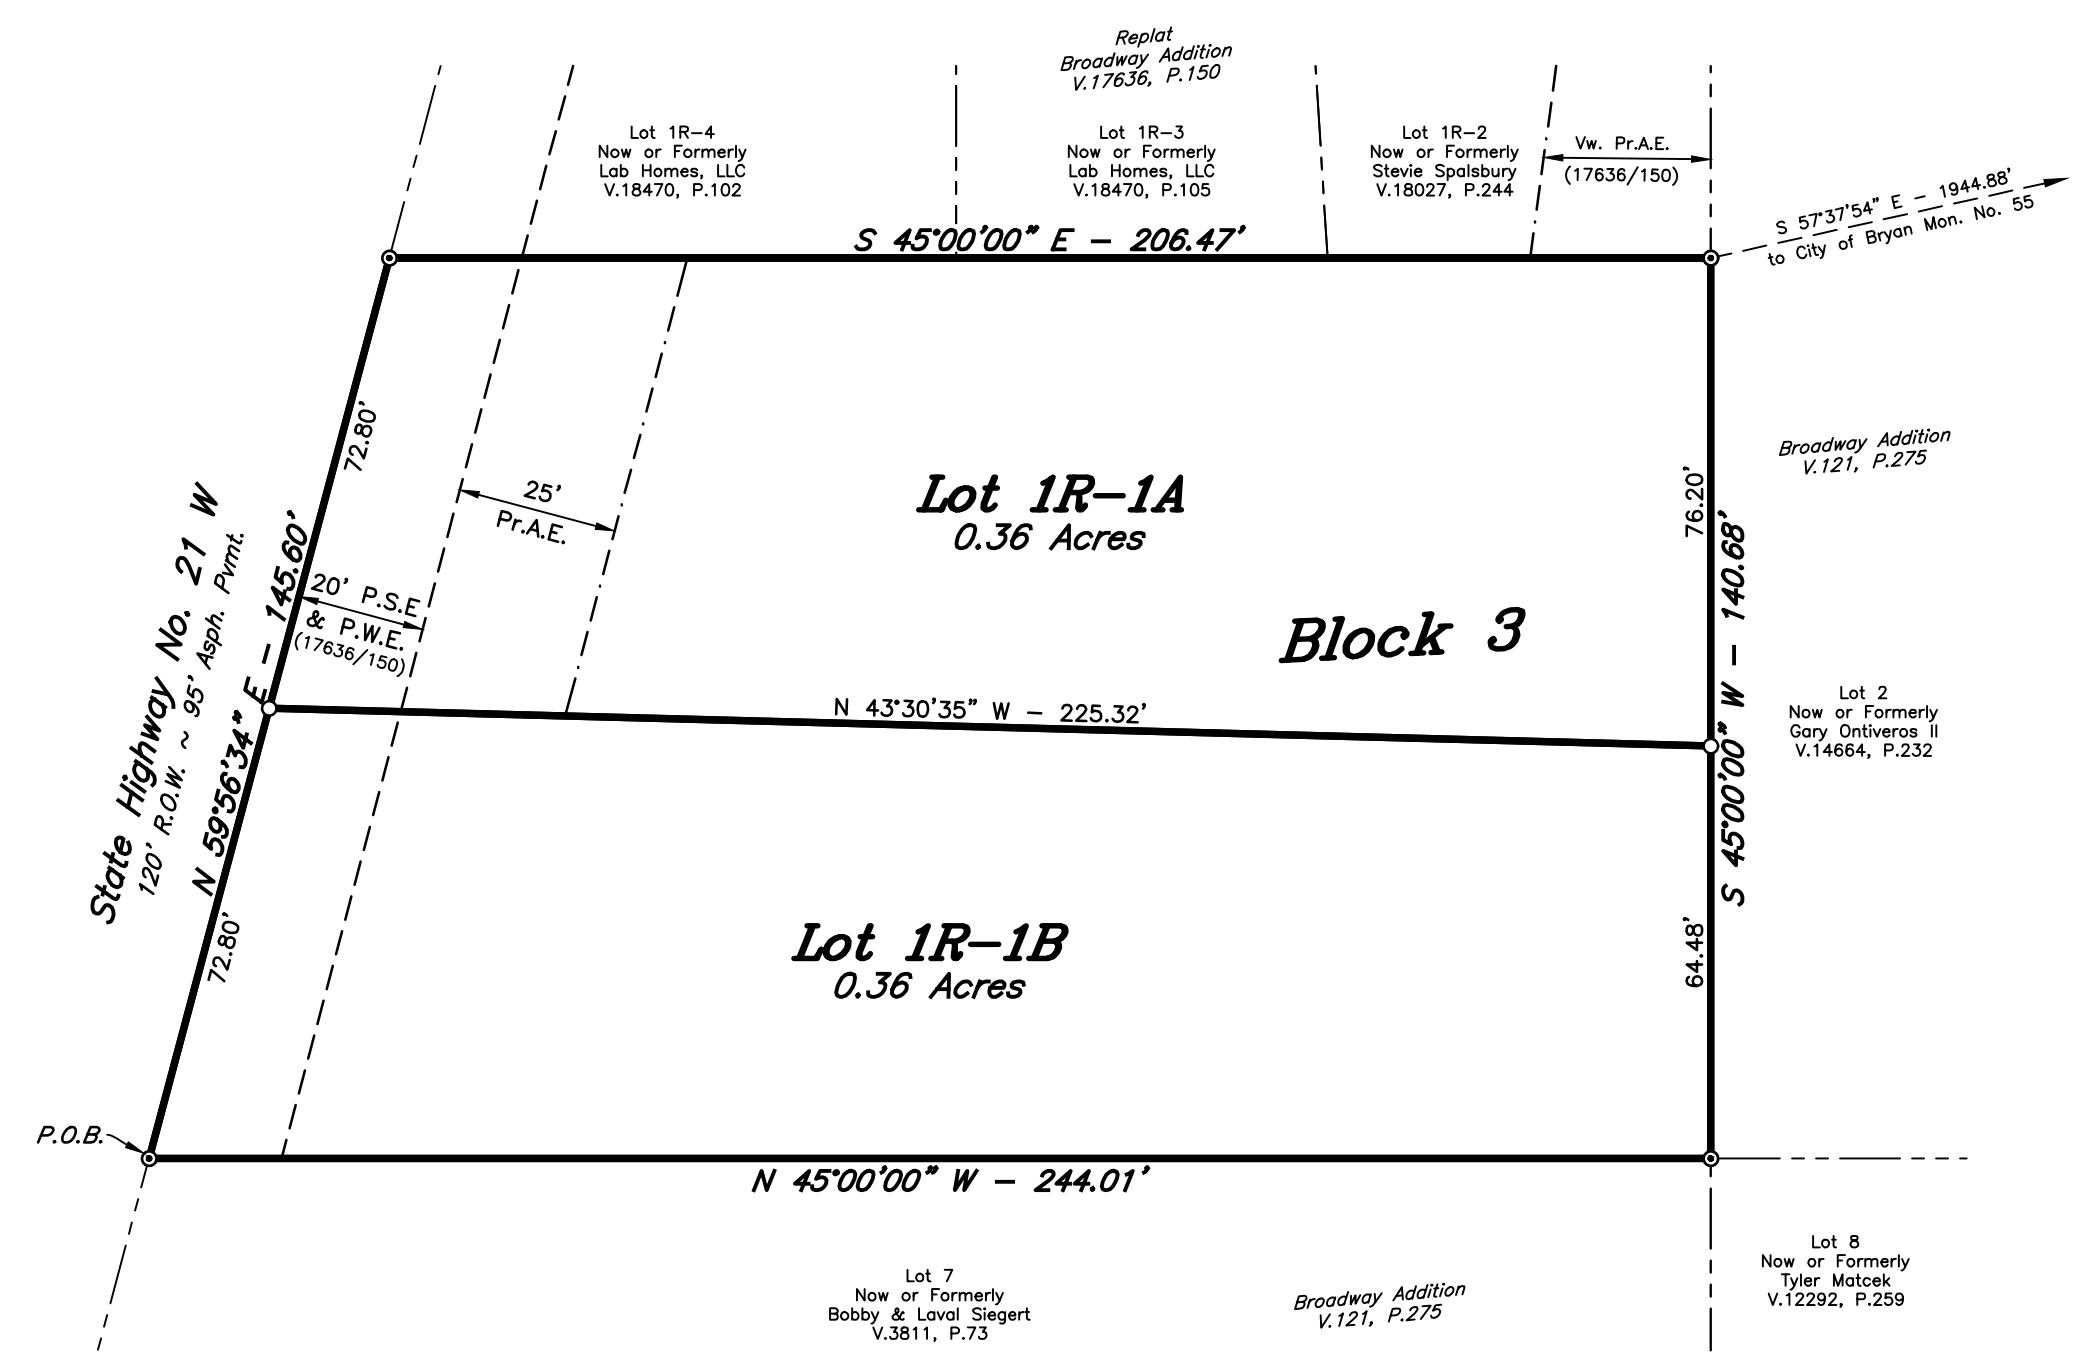 Replat
Broadway Addition
V.17636, P.150
Lot 1R-4
Now or Formerly
Lab Homes, LLC
V.18470, P.102
Lot 1R-3
Now or Formerly
Lab Homes, LLC
V.18470, P.105
Lot 1R-2
Now or Formerly
Stevie Spalsbury
V.18027, P.244
Vw. Pr.A.E.
(17636/150)
S 57°37'54" E - 1944.88'
to City of Bryan Mon. No. 55
S 45°00'00" E - 206.47'
72.80'
25'
Pr.A.E.
Lot 1R-1A
0.36 Acres
76.20'
Broadway Addition
V.121, P.275
State Highway No. 21 W
120' R.O.W. ~ 95' Asph. Pvmt.
N 59°56'34" E - 145.60'
20' P.S.E
& P.W.E.
(17636/150)
Block 3
S 45°00'00" W - 140.68'
N 43°30'35" W - 225.32'
Lot 2
Now or Formerly
Gary Ontiveros II
V.14664, P.232
72.80'
Lot 1R-1B
0.36 Acres
64.48'
P.O.B.
N 45°00'00" W - 244.01'
Lot 7
Now or Formerly
Bobby & Laval Siegert
V.3811, P.73
Broadway Addition
V.121, P.275
Lot 8
Now or Formerly
Tyler Matcek
V.12292, P.259